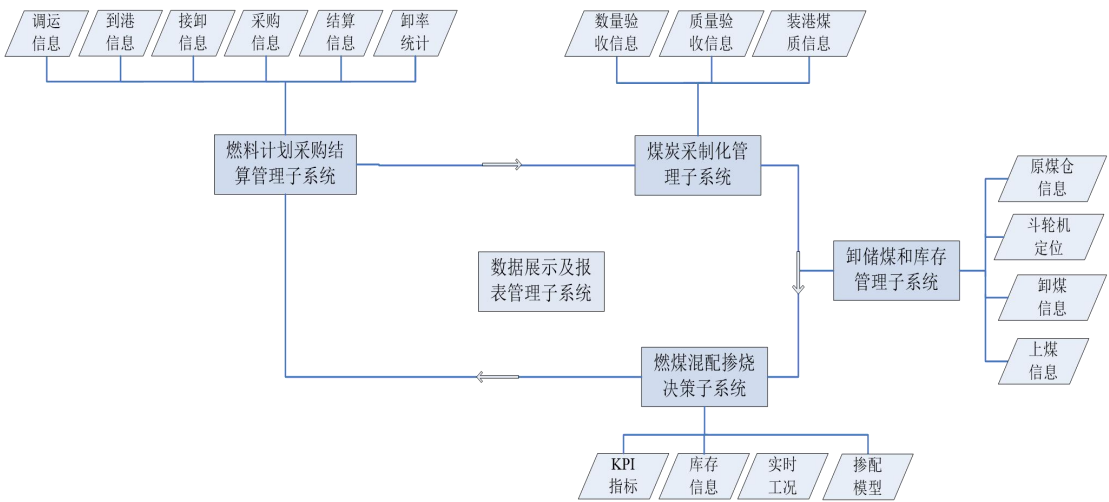 调运
信息
到港
信息
接卸
信息
采购
信息
结算
信息
卸率
统计
数量验
收信息
质量验
收信息
装港煤
质信息
燃料计划采购结
算管理子系统
煤炭采制化管
理子系统
原煤仓
信息
斗轮机
定位
卸储煤和库存
管理子系统
卸煤
信息
上煤
信息
数据展示及报
表管理子系统
燃煤混配掺烧
决策子系统
KPI
指标
库存
信息
实时
工况
掺配
模型